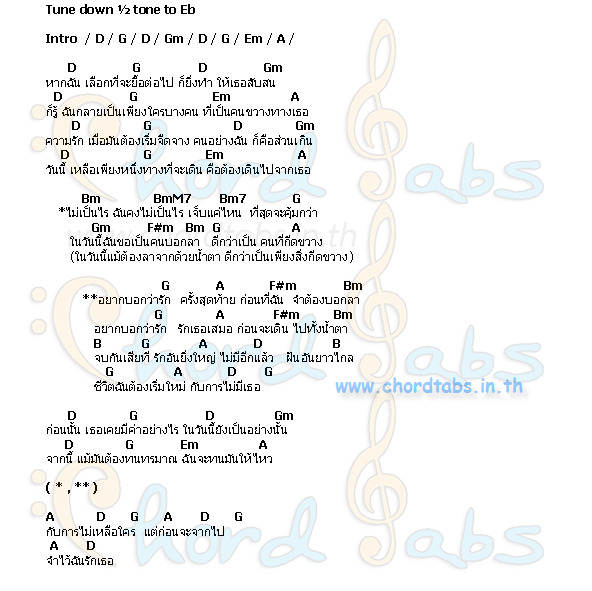 Tune down ½ tone to Eb
Intro / D / G / D / Gm / D / G / Em / A /
D G D Gm
หากฉัน เลือกที่จะยื้อต่อไป ก็ยิ่งทำ ให้เธอสับสน
D G Em A
ก็รู้ ฉันกลายเป็นเพียงใครบางคน ที่เป็นคนขวางทางเธอ
D G D Gm
ความรัก เมื่อมันต้องเริ่มจืดจาง คนอย่างฉัน ก็คือส่วนเกิน
D G Em A
วันนี้ เหลือเพียงหนึ่งทางที่จะเดิน คือต้องเดินไปจากเธอ
Bm BmM7 Bm7 G
*ไม่เป็นไร ฉันคงไม่เป็นไร เจ็บแค่ไหน ที่สุดจะคุ้มกว่า
Gm F#m Bm G A
ในวันนี้ฉันขอเป็นคนบอกลา ดีกว่าเป็น คนที่กีดขวาง
(ในวันนี้แม้ต้องลาจากด้วยน้ำตา ดีกว่าเป็นเพียงสิ่งกีดขวาง)
G A F#m Bm
**อยากบอกว่ารัก ครั้งสุดท้าย ก่อนที่ฉัน จำต้องบอกลา
G A F#m Bm
อยากบอกว่ารัก รักเธอเสมอ ก่อนจะเดิน ไปทั้งน้ำตา
B G A D B
จบกันเสียที รักอันยิ่งใหญ่ ไม่มีอีกแล้ว ฝันอันยาวไกล
G A D G
ชีวิตฉันต้องเริ่มใหม่ กับการไม่มีเธอ
www.chordtabs.in.th
D G D Gm
ก่อนนั้น เธอเคยมีค่าอย่างไร ในวันนี้ยังเป็นอย่างนั้น
D G Em A
จากนี้ แม้มันต้องทนทรมาณ ฉันจะทนมันให้ไหว
( * , ** )
A D G A D G
กับการไม่เหลือใคร แต่ก่อนจะจากไป
A D
จำไว้ฉันรักเธอ